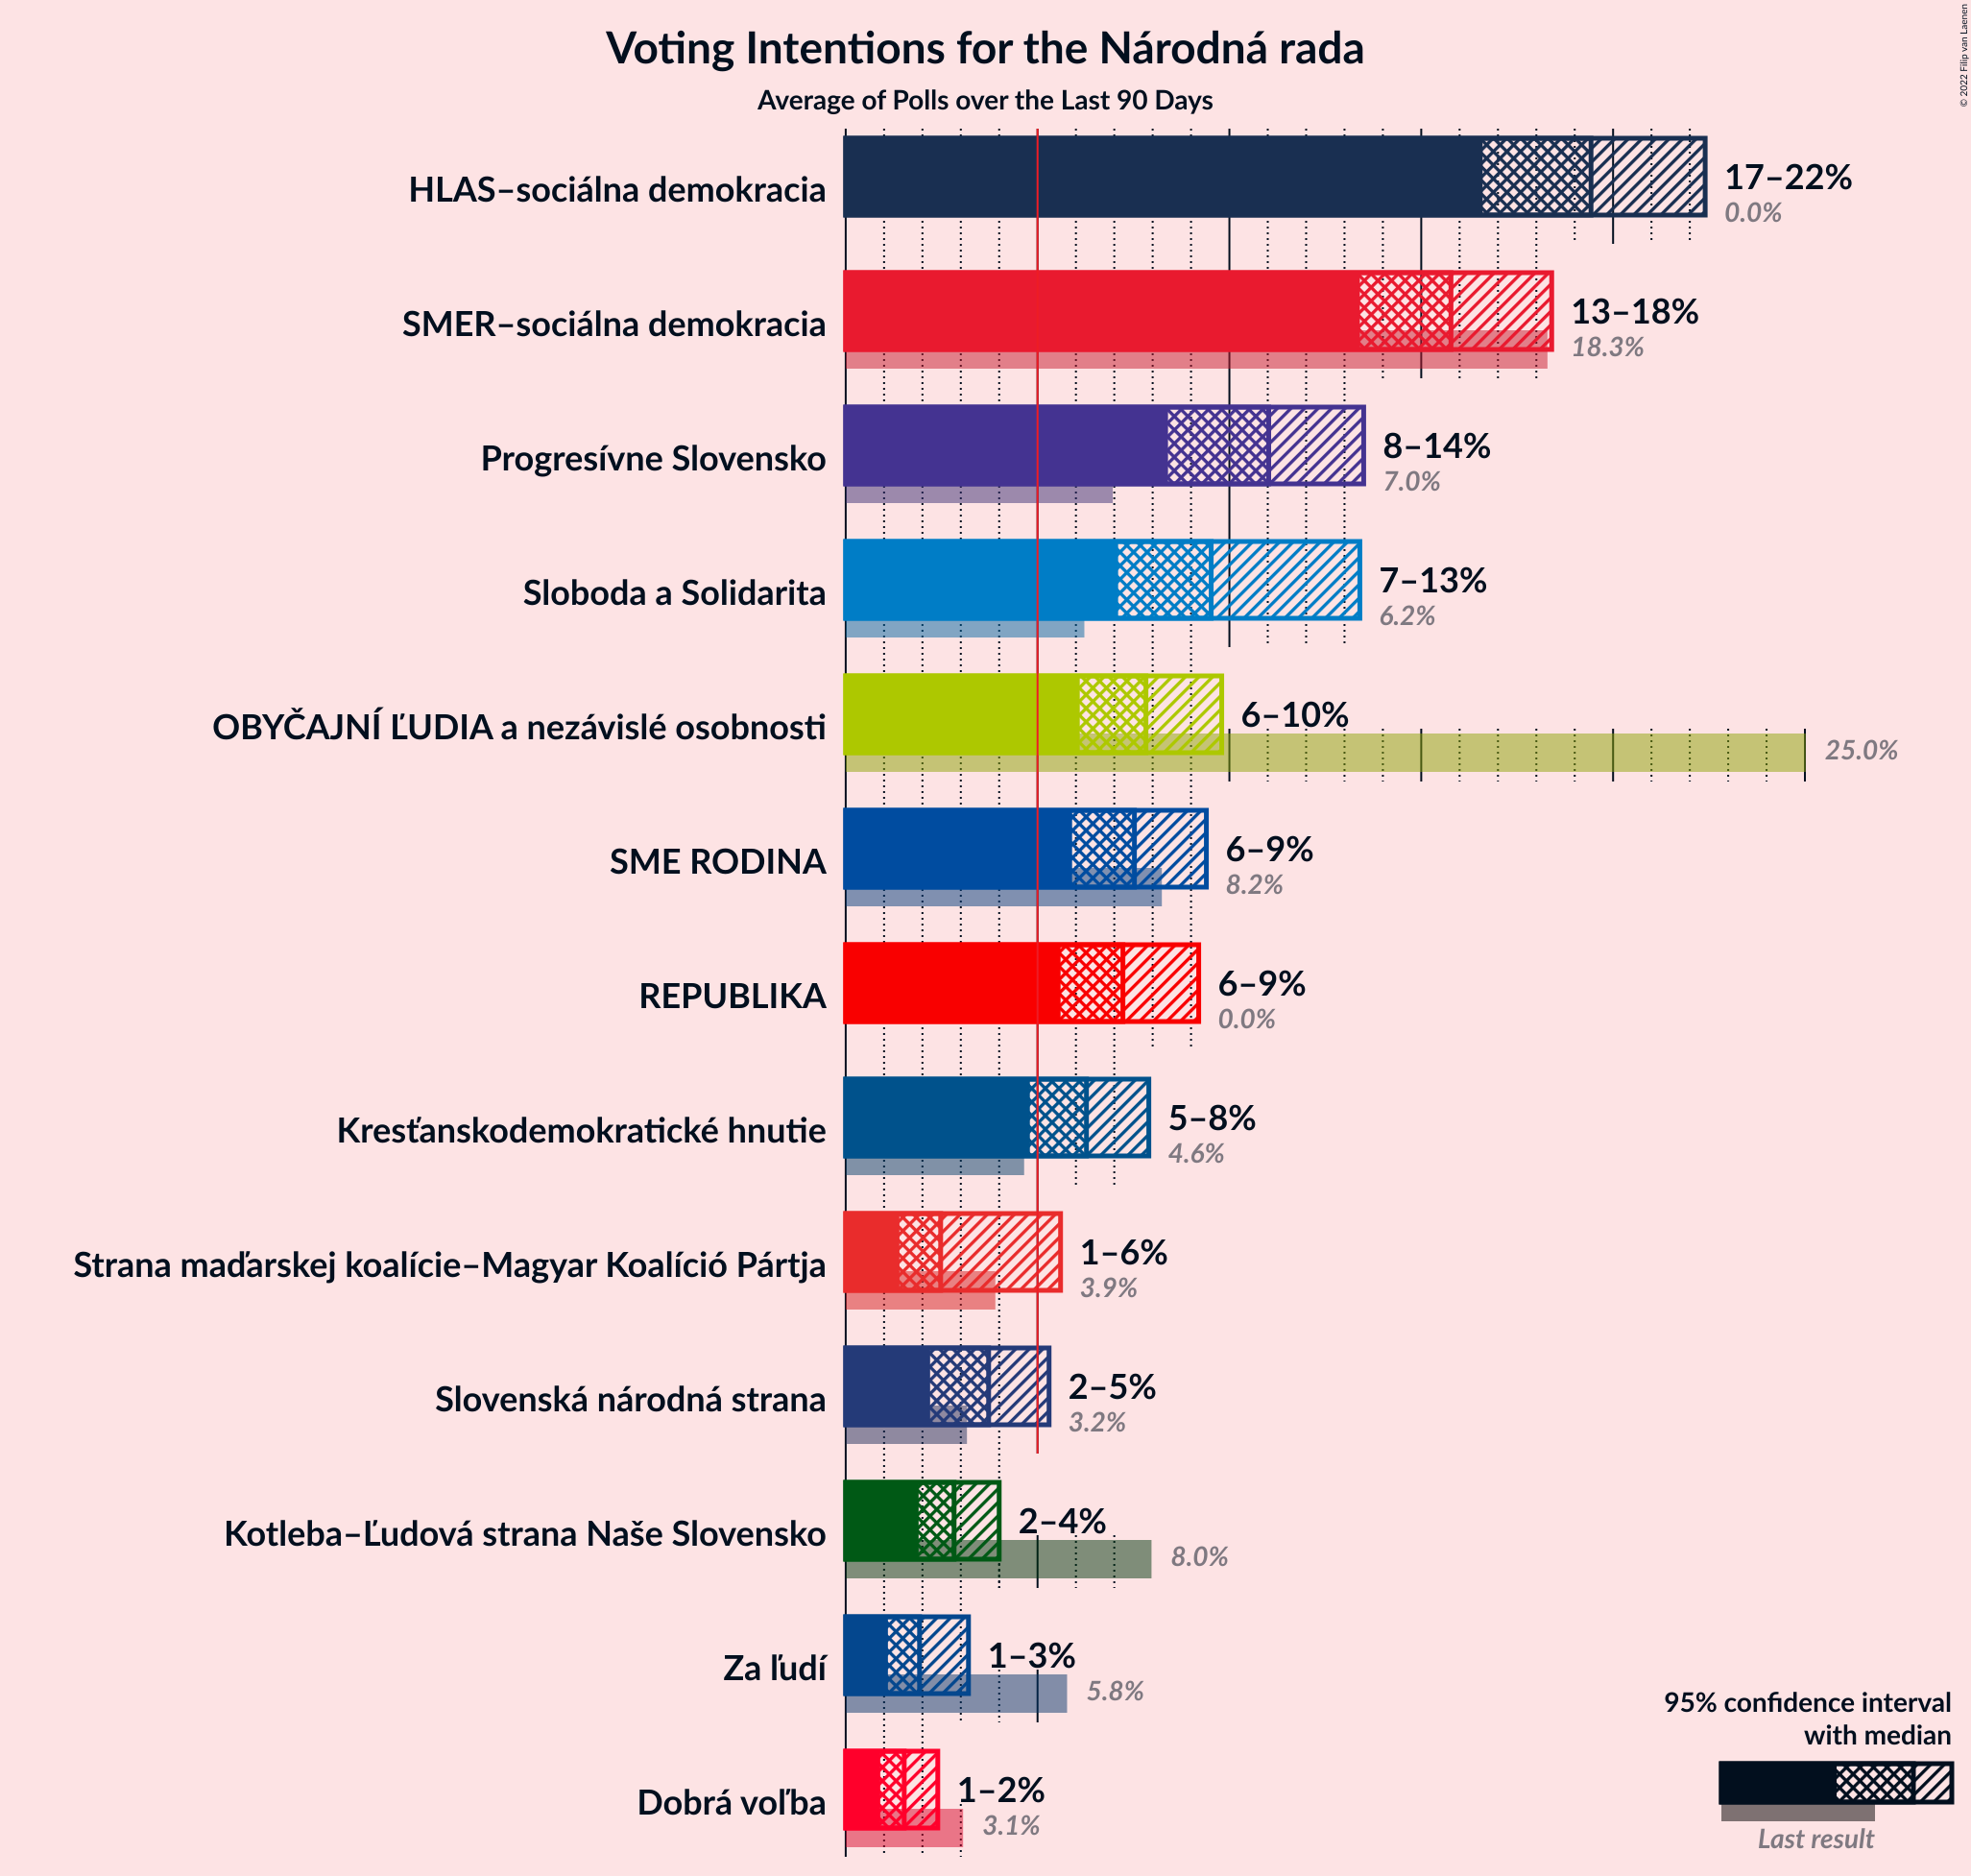 Voting Intentions for the Národná rada
Average of Polls over the Last 90 Days
© 2022 Filip van Laenen
HLAS–sociálna demokracia
17–22%
0.0%
SMER–sociálna demokracia
13–18%
18.3%
Progresívne Slovensko
8–14%
7.0%
Sloboda a Solidarita
7–13%
6.2%
OBYČAJNÍ ĽUDIA a nezávislé osobnosti
6–10%
25.0%
SME RODINA
6–9%
8.2%
REPUBLIKA
6–9%
0.0%
Kresťanskodemokratické hnutie
5–8%
4.6%
Strana maďarskej koalície–Magyar Koalíció Pártja
1–6%
3.9%
Slovenská národná strana
2–5%
3.2%
Kotleba–Ľudová strana Naše Slovensko
2–4%
8.0%
Za ľudí
1–3%
5.8%
Dobrá voľba
1–2%
3.1%
95% confidence interval
with median
Last result